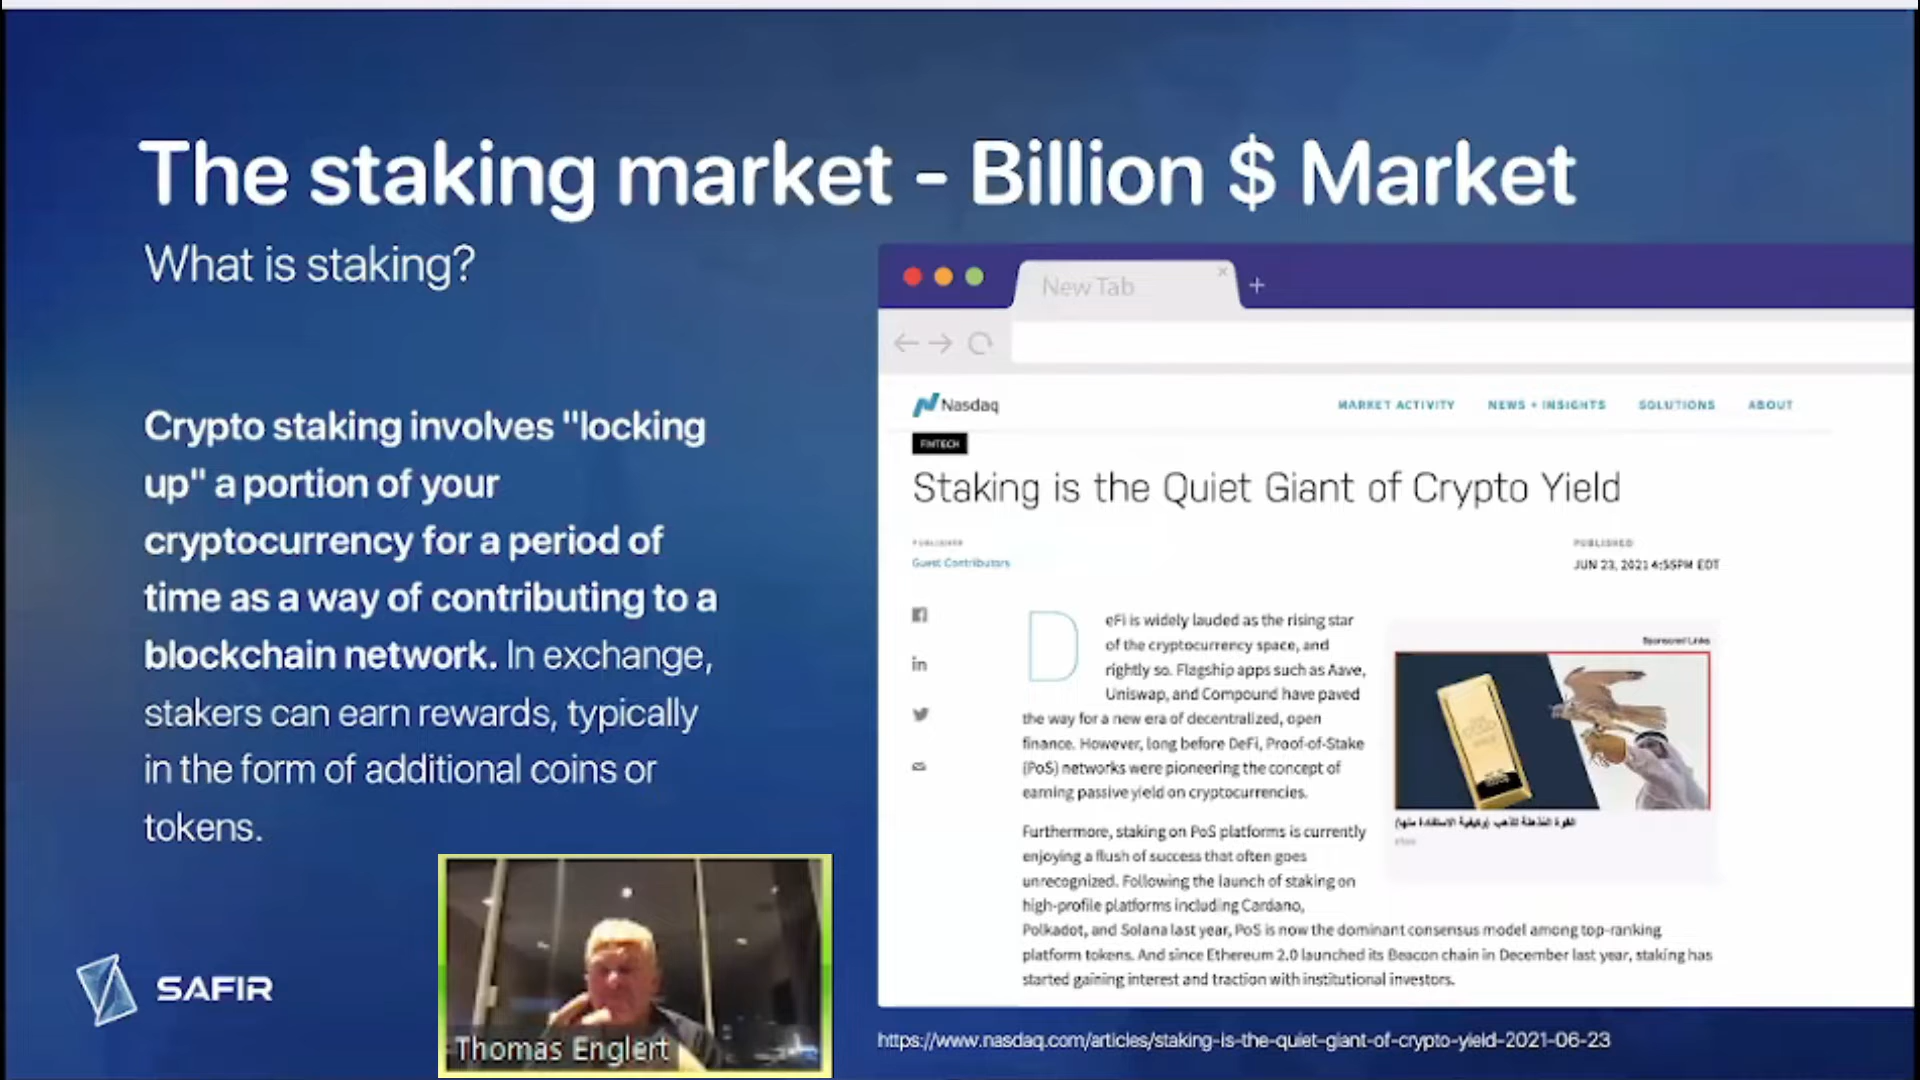 The staking market - Billion $ Market
What is staking?
Crypto staking involves "locking
up" a portion of your
cryptocurrency for a period of
time as a way of contributing to a
blockchain network. In exchange,
stakers can earn rewards, typically
in the form of additional coins or
tokens.
SAFIR
Thomas Englert
New Tab
Nasdaq
MARKET ACTIVITY NEWS + INSIGHTS SOLUTIONS ABOUT
FINTECH
Staking is the Quiet Giant of Crypto Yield
PUBLISHER
Guest Contributors
PUBLISHED
JUN 23, 2021 4:55PM EDT
DeFi is widely lauded as the rising star
of the cryptocurrency space, and
rightly so. Flagship apps such as Aave,
Uniswap, and Compound have paved
the way for a new era of decentralized, open
finance. However, long before DeFi, Proof-of-Stake
(PoS) networks were pioneering the concept of
earning passive yield on cryptocurrencies.
Sponsored Links
Furthermore, staking on PoS platforms is currently
enjoying a flush of success that often goes
unrecognized. Following the launch of staking on
high-profile platforms including Cardano,
Polkadot, and Solana last year, PoS is now the dominant consensus model among top-ranking
platform tokens. And since Ethereum 2.0 launched its Beacon chain in December last year, staking has
started gaining interest and traction with institutional investors.
https://www.nasdaq.com/articles/staking-is-the-quiet-giant-of-crypto-yield-2021-06-23